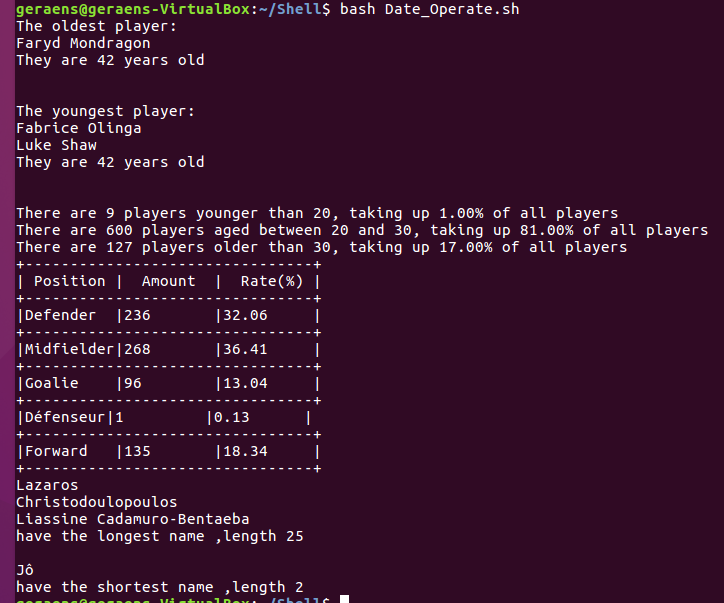 geraens@geraens-VirtualBox:~/Shell$ bash Date_Operate.sh
The oldest player:
Faryd Mondragon
They are 42 years old
The youngest player:
Fabrice Olinga
Luke Shaw
They are 42 years old
There are 9 players younger than 20, taking up 1.00% of all players
There are 600 players aged between 20 and 30, taking up 81.00% of all players
There are 127 players older than 30, taking up 17.00% of all players
+--------------------------------+
| Position |  Amount  |  Rate(%) |
+--------------------------------+
|Defender  |236       |32.06     |
+--------------------------------+
|Midfielder|268       |36.41     |
+--------------------------------+
|Goalie    |96        |13.04     |
+--------------------------------+
|Défenseur|1          |0.13      |
+--------------------------------+
|Forward   |135       |18.34     |
+--------------------------------+
Lazaros
Christodoulopoulos
Liassine Cadamuro-Bentaeba
have the longest name ,length 25
Jô
have the shortest name ,length 2
geraens@geraens-VirtualBox:~/Shell$